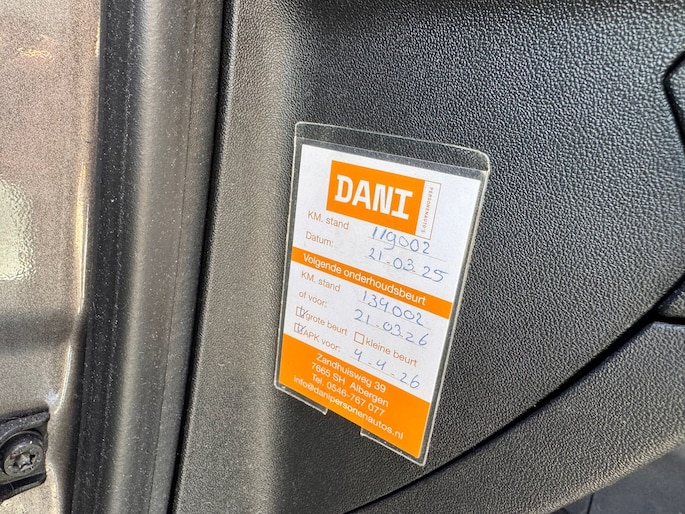 DANI
PERSONENAUTO'S
KM. stand 119002
Datum: 21-03-25
Volgende onderhoudsbeurt
KM. stand 134002
of voor: 21-03-26
grote beurt kleine beurt
APK voor: 4-4-26
Zandhuisweg 39
7665 SH Albergen
Tel. 0546-767 077
info@danipersonenautos.nl